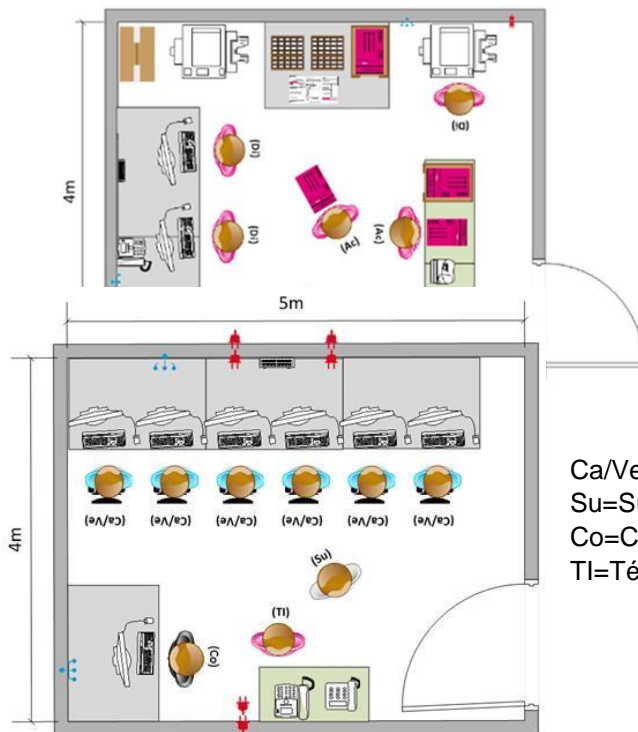 (Di)
(Di)
4m
(Di)
(Ac)
(Ac)
5m
(Ca/Ve)
(Ca/Ve)
(Ca/Ve)
(Ca/Ve)
(Ca/Ve)
(Ca/Ve)
Ca/Ve
Su=Su
4m
Co=C
TI=Té
(Su)
(TI)
(Co)